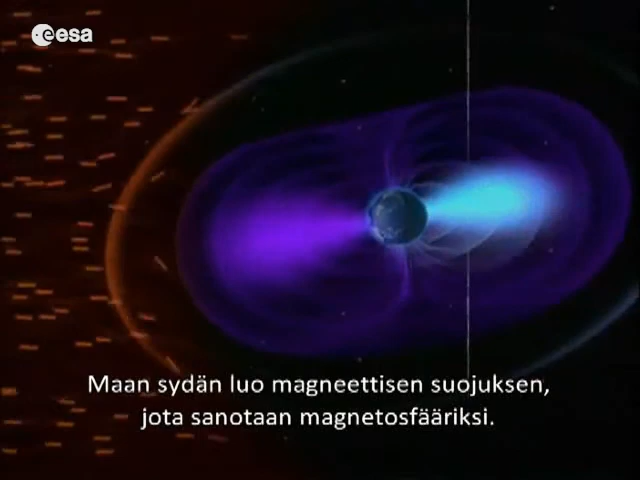 esa
Maan sydän luo magneettisen suojuksen,
jota sanotaan magnetosfääriksi.